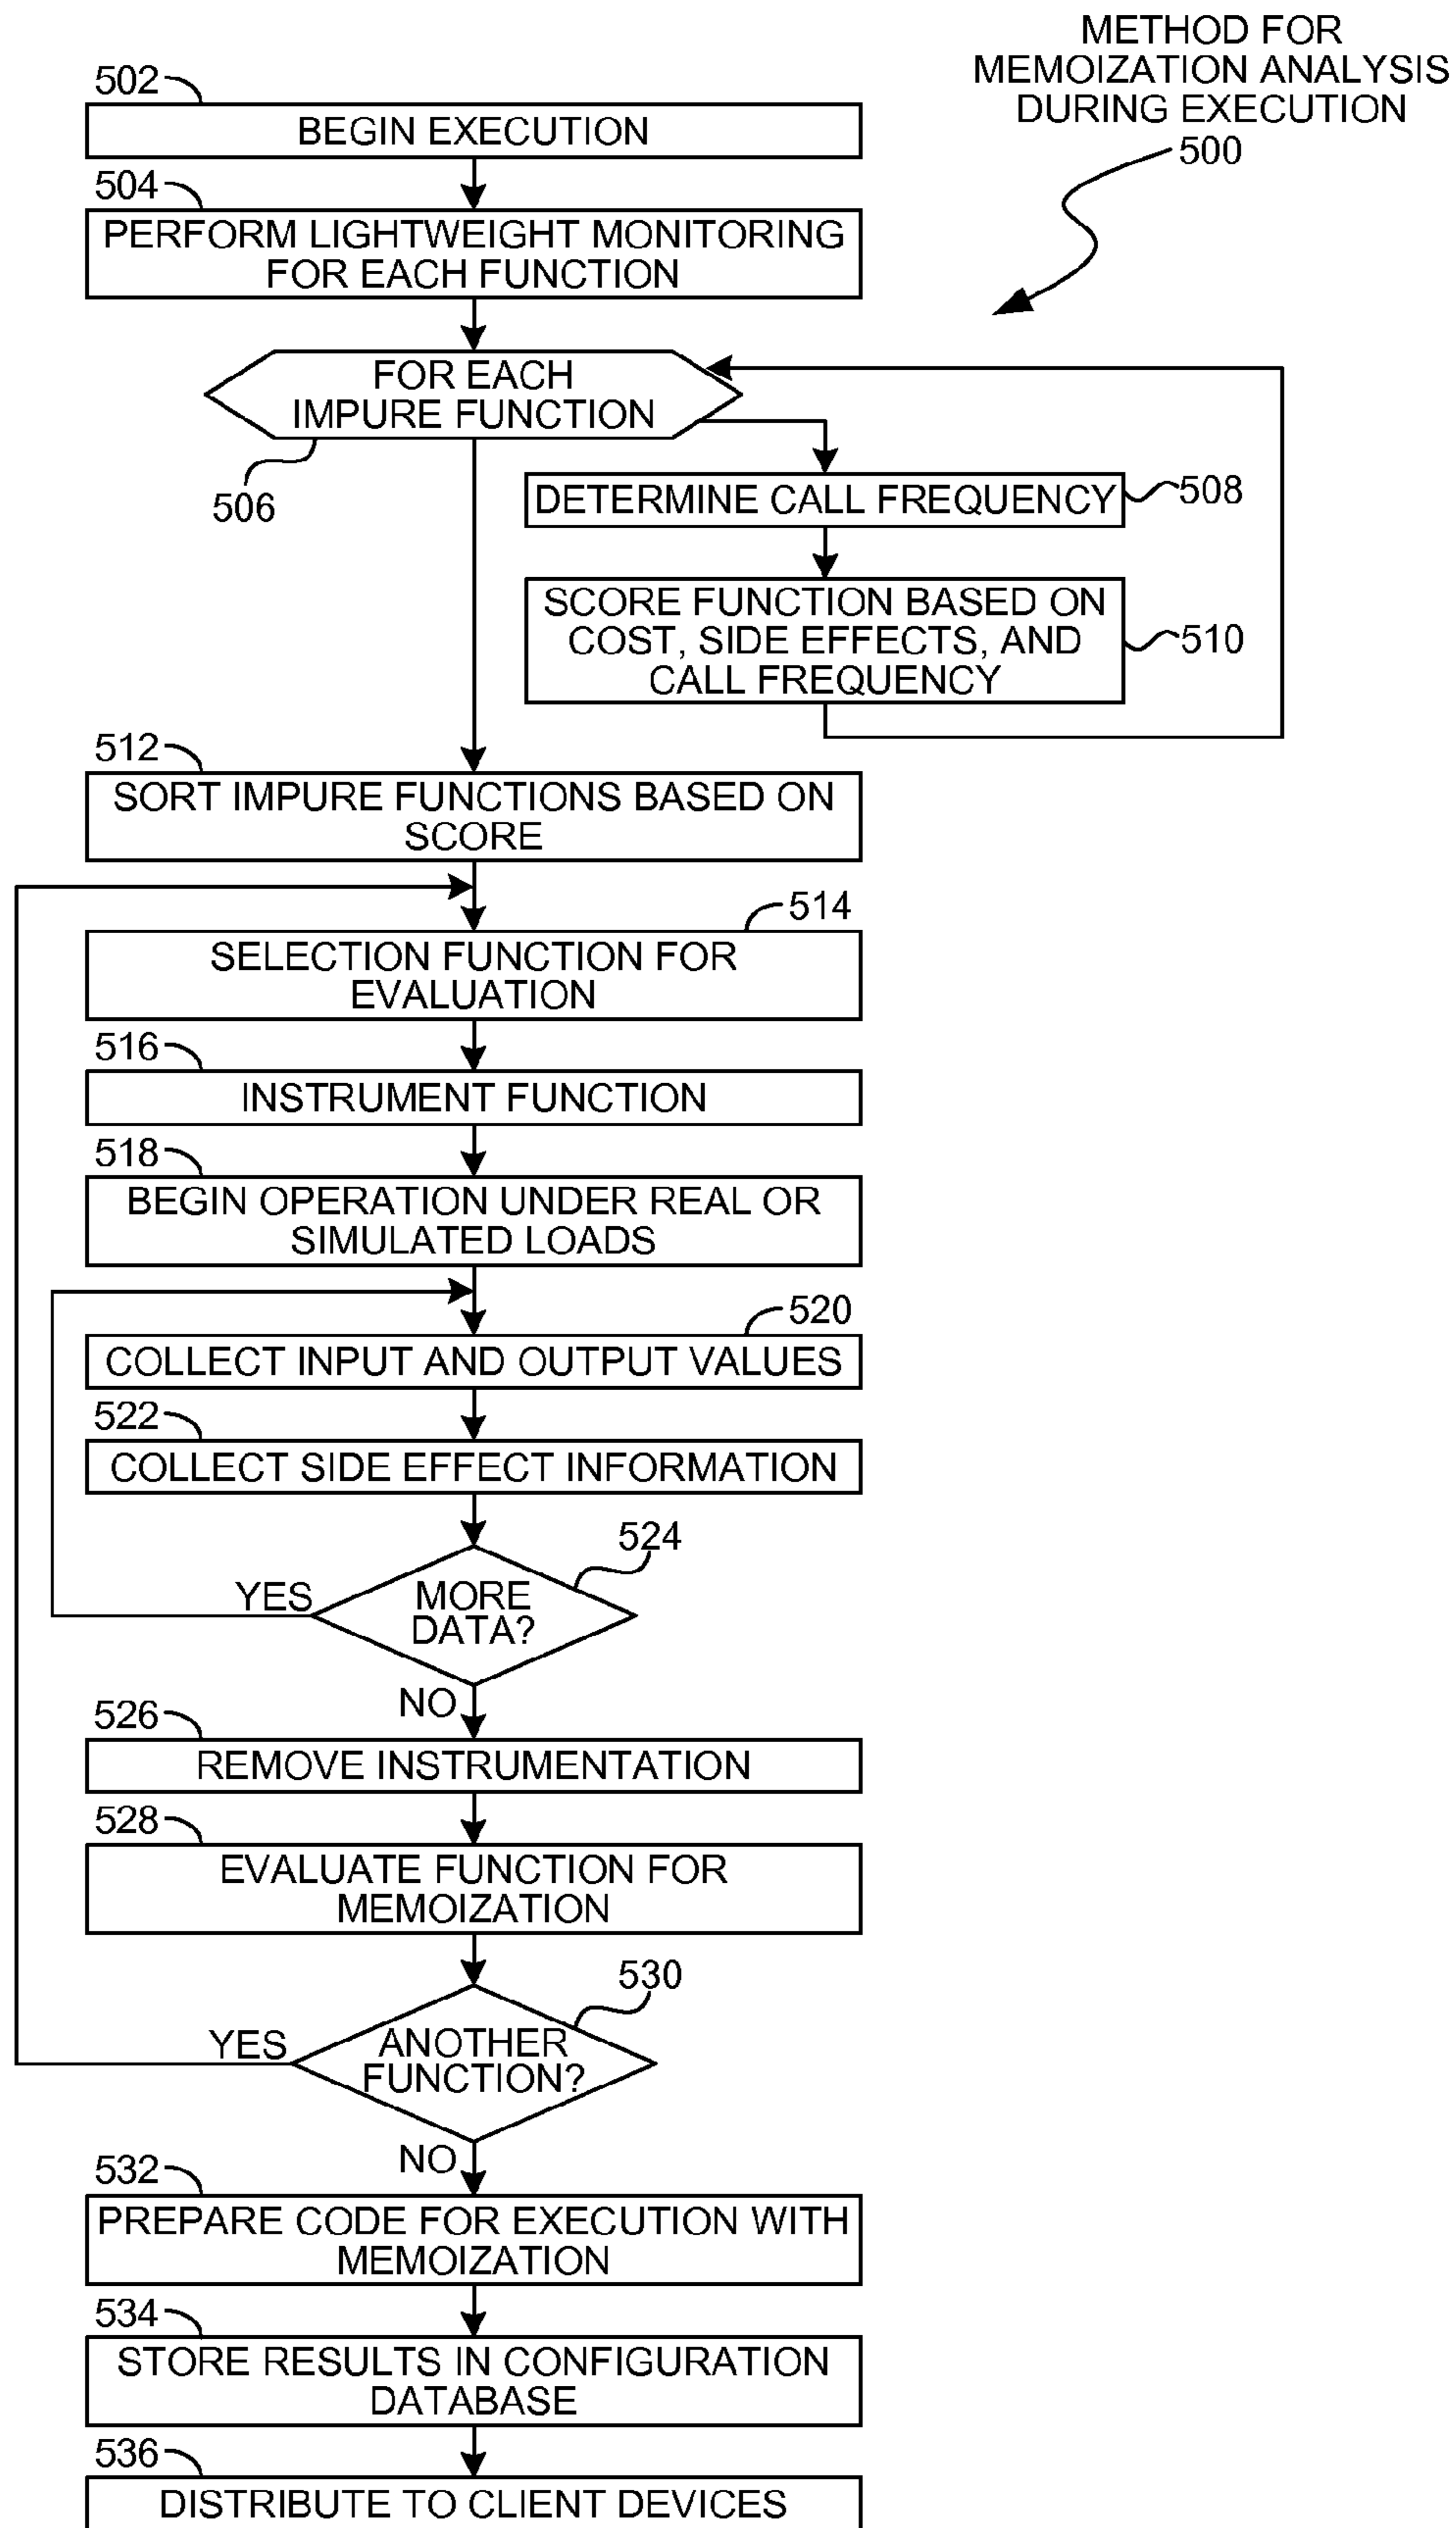 METHOD FOR
MEMOIZATION ANALYSIS
DURING EXECUTION
500
502
BEGIN EXECUTION
504
PERFORM LIGHTWEIGHT MONITORING
FOR EACH FUNCTION
FOR EACH
IMPURE FUNCTION
506
DETERMINE CALL FREQUENCY
508
SCORE FUNCTION BASED ON
COST, SIDE EFFECTS, AND
CALL FREQUENCY
510
512
SORT IMPURE FUNCTIONS BASED ON
SCORE
514
SELECTION FUNCTION FOR
EVALUATION
516
INSTRUMENT FUNCTION
518
BEGIN OPERATION UNDER REAL OR
SIMULATED LOADS
520
COLLECT INPUT AND OUTPUT VALUES
522
COLLECT SIDE EFFECT INFORMATION
524
YES
MORE
DATA?
NO
526
REMOVE INSTRUMENTATION
528
EVALUATE FUNCTION FOR
MEMOIZATION
530
YES
ANOTHER
FUNCTION?
NO
532
PREPARE CODE FOR EXECUTION WITH
MEMOIZATION
534
STORE RESULTS IN CONFIGURATION
DATABASE
536
DISTRIBUTE TO CLIENT DEVICES